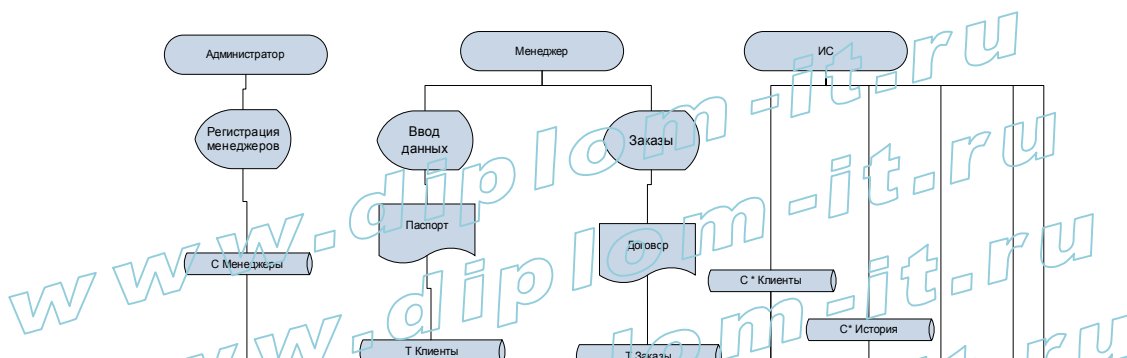 Администратор
Менеджер
ИС
Регистрация
менеджеров
Ввод
данных
Заказы
Паспорт
Договор
С Менеджеры
С * Клиенты
С* История
Т Клиенты
Т Заказы
www.diplom-it.ru
www.diplom-it.ru
diplom-it.ru